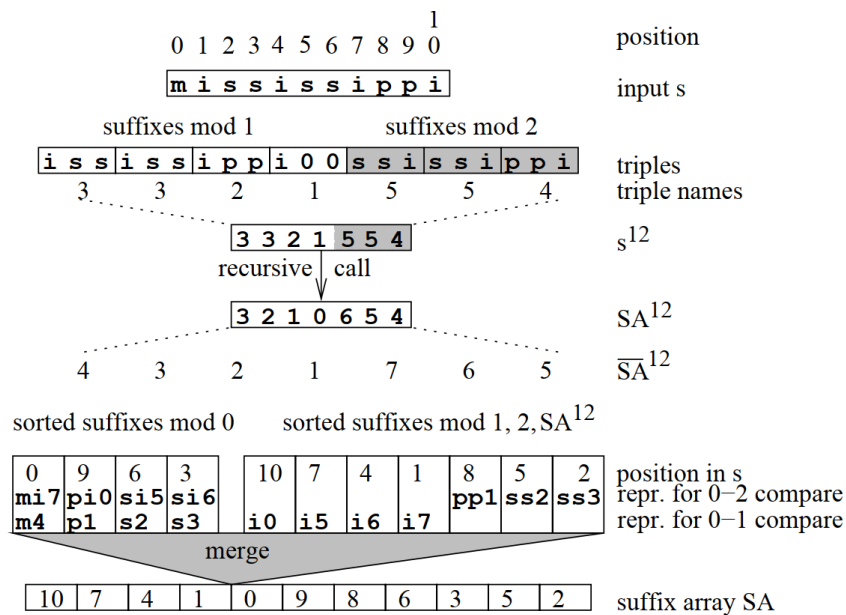 1
0 1 2 3 4 5 6 7 8 9 0 position
m i s s i s s i p p i input s
suffixes mod 1 suffixes mod 2
i s s i s s i p p i 0 0 s s i s s i p p i triples
3 3 2 1 5 5 4 triple names
3 3 2 1 5 5 4 s12
recursive call
3 2 1 0 6 5 4 SA12
4 3 2 1 7 6 5 SA12
sorted suffixes mod 0 sorted suffixes mod 1, 2, SA12
0 9 6 3 10 7 4 1 8 5 2 position in s
mi7 pi0 si5 si6 pp1 ss2 ss3 repr. for 0−2 compare
m4 p1 s2 s3 i0 i5 i6 i7 repr. for 0−1 compare
merge
10 7 4 1 0 9 8 6 3 5 2 suffix array SA